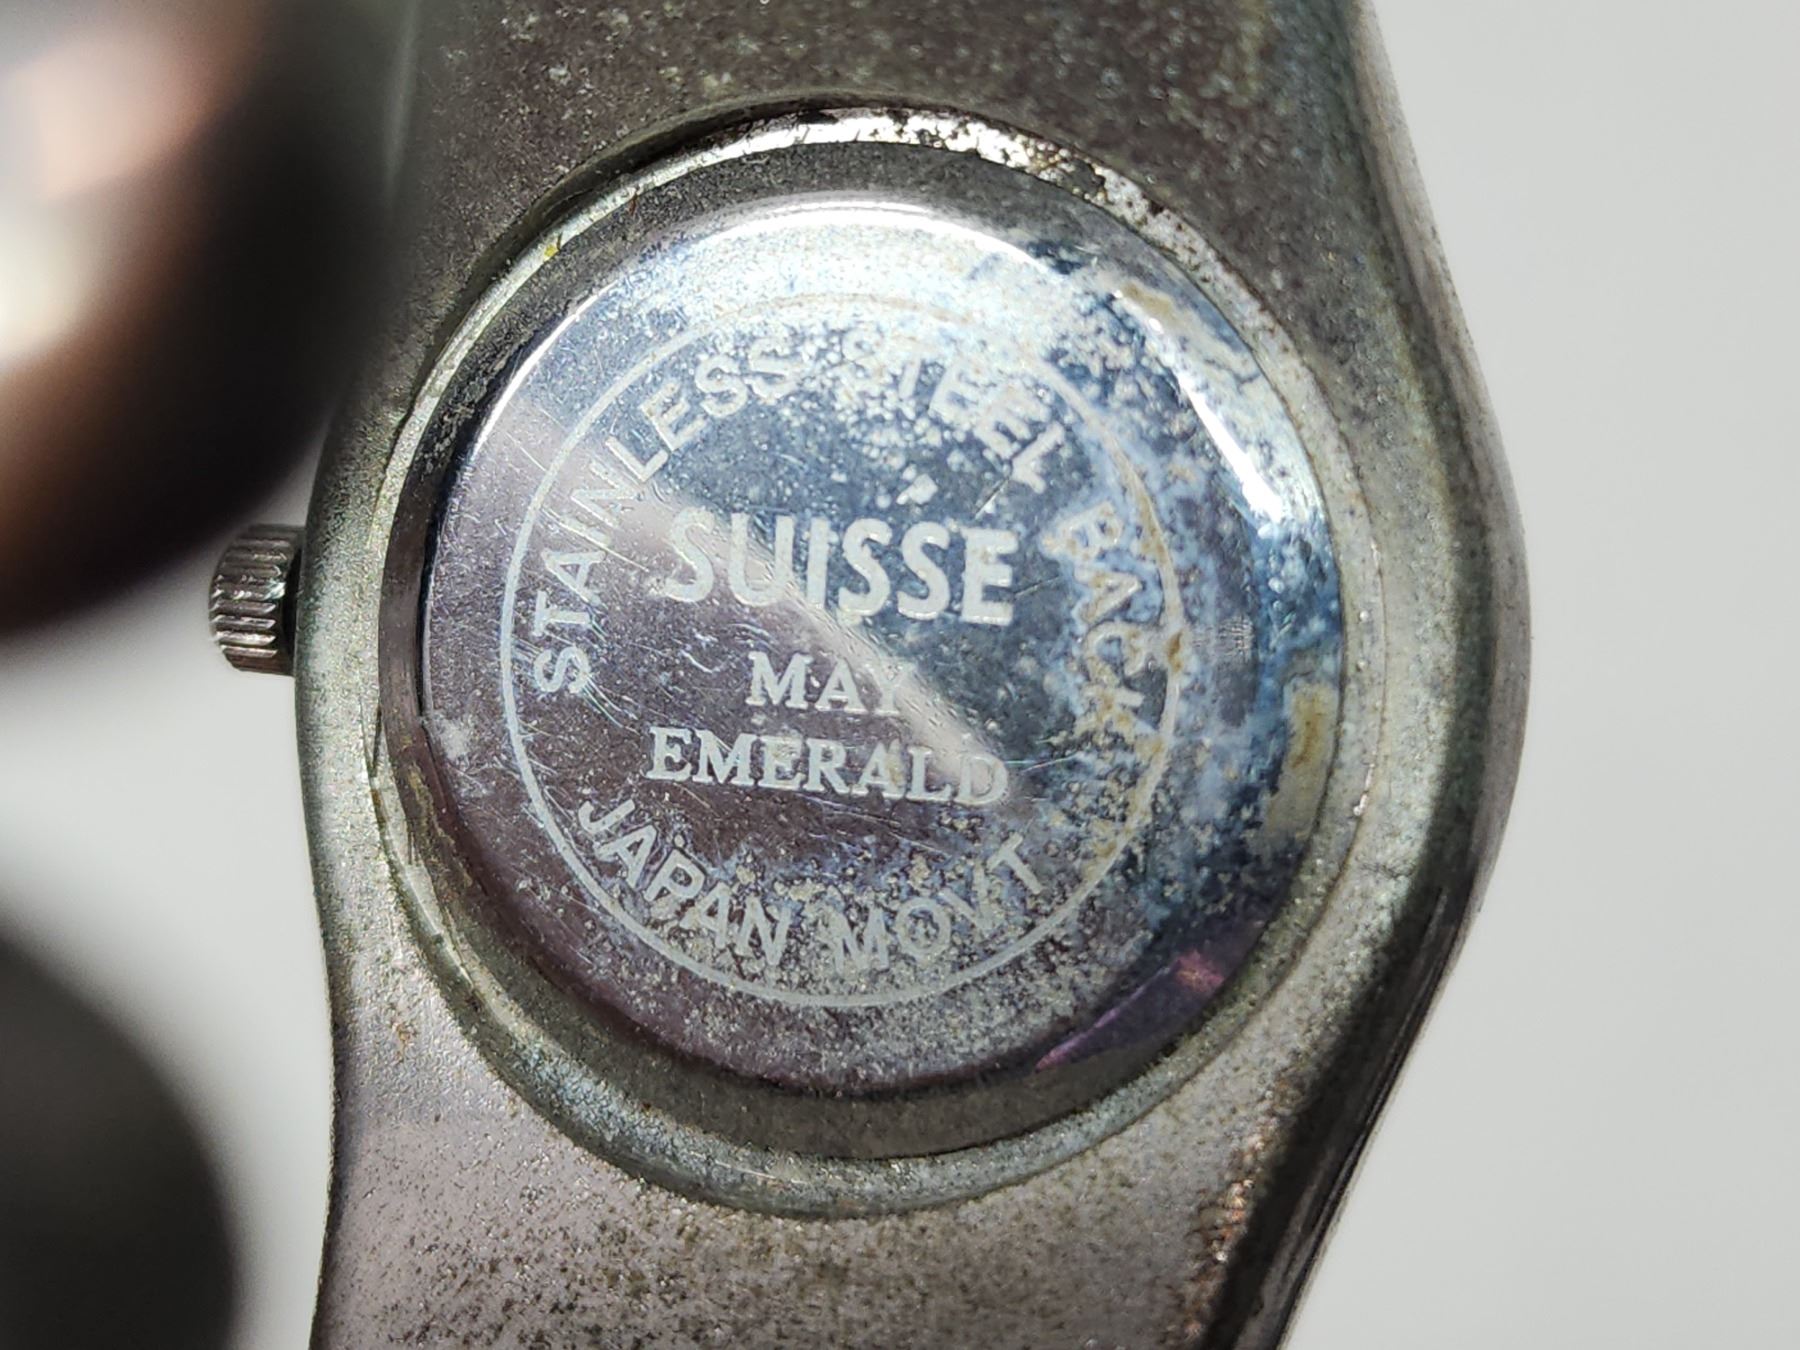 STAINLESS STEEL BACK
SUISSE
MAY
EMERALD
JAPAN MOVT